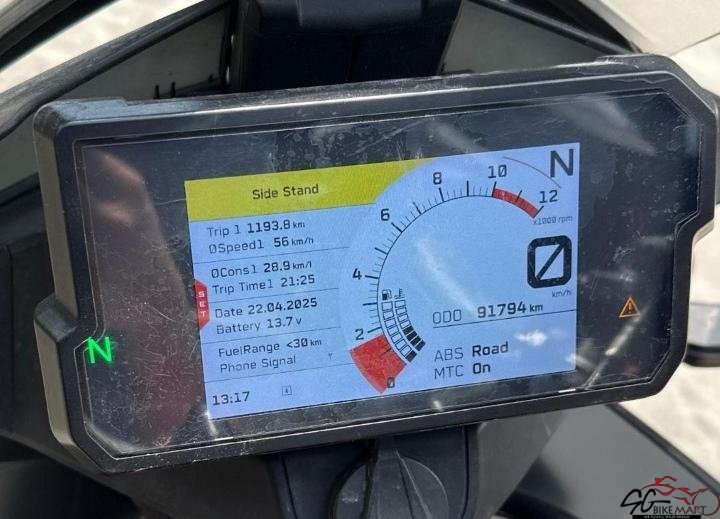 Side Stand
Trip 1 1193.8 km
ØSpeed1 56 km/h
ØCons1 28.9 km/l
Trip Time1 21:25
SET
Date 22.04.2025
Battery 13.7 v
FuelRange <30 km
Phone Signal
13:17
N
0
2
4
6
8
10
12
x1000 rpm
0
km/h
ODO 91794 km
ABS Road
MTC On
N
SG
BIKEMART